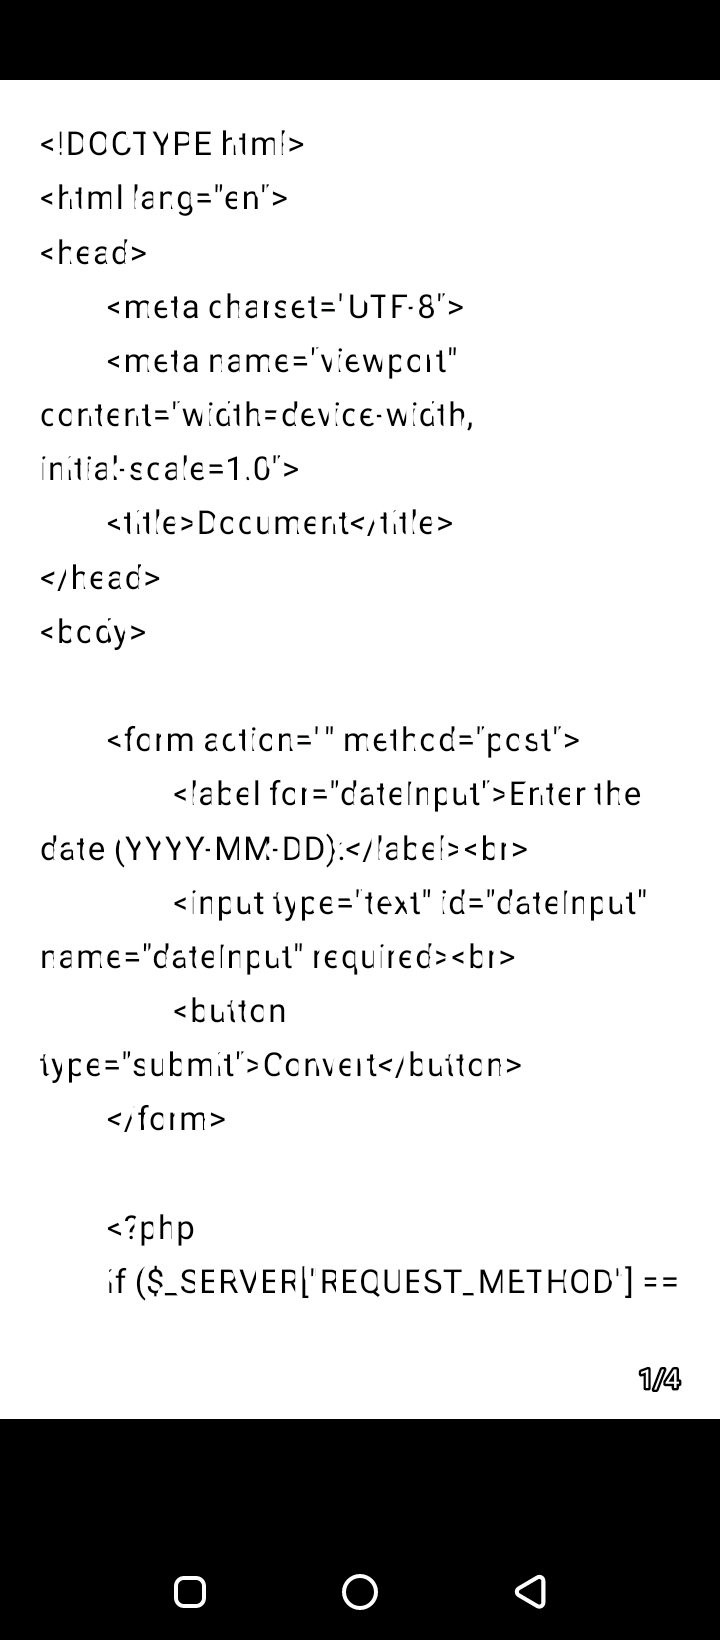 <!DOCTYPE html>
<html lang="en">
<head>
<meta charset="UTF-8">
<meta name="viewport"
content="width=device-width,
initial-scale=1.0">
<title>Document</title>
</head>
<body>
<form action="" method="post">
<label for="dateInput">Enter the
date (YYYY-MM-DD):</label><br>
<input type="text" id="dateInput"
name="dateInput" required><br>
<button
type="submit">Convert</button>
</form>
<?php
if ($_SERVER['REQUEST_METHOD'] ==
1/4